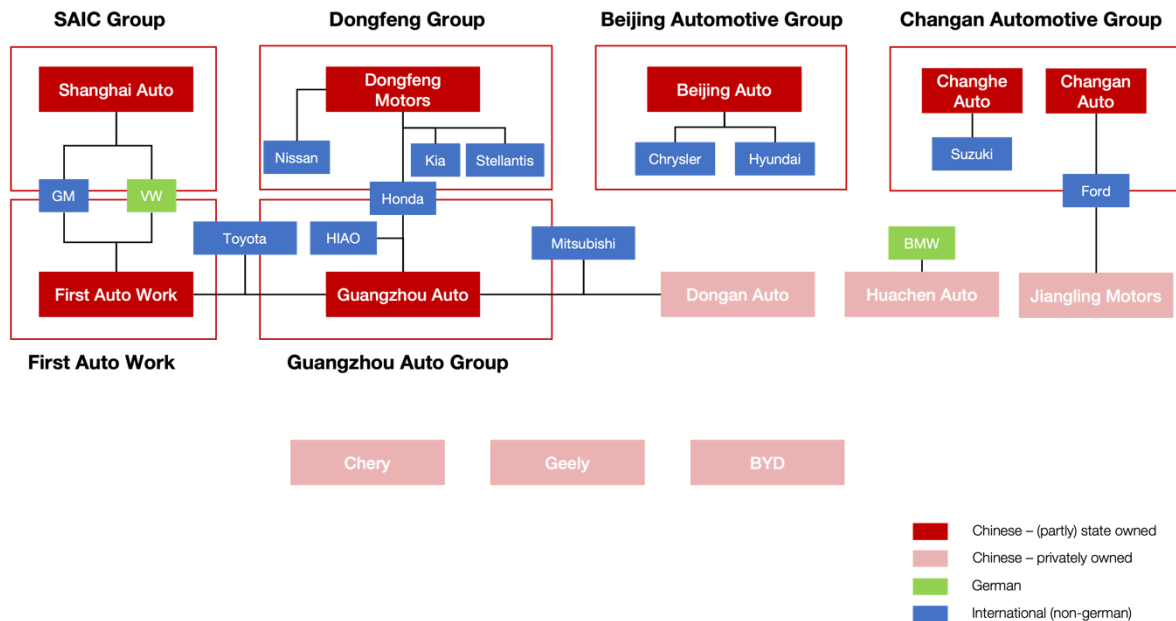 SAIC Group
Dongfeng Group
Beijing Automotive Group
Changan Automotive Group
Shanghai Auto
Dongfeng
Motors
Beijing Auto
Changhe
Auto
Changan
Auto
Nissan
Kia
Stellantis
Chrysler
Hyundai
Suzuki
GM
VW
Honda
Ford
Toyota
HIAO
Mitsubishi
BMW
First Auto Work
Guangzhou Auto
Dongan Auto
Huachen Auto
Jiangling Motors
First Auto Work
Guangzhou Auto Group
Chery
Geely
BYD
Chinese – (partly) state owned
Chinese – privately owned
German
International (non-german)